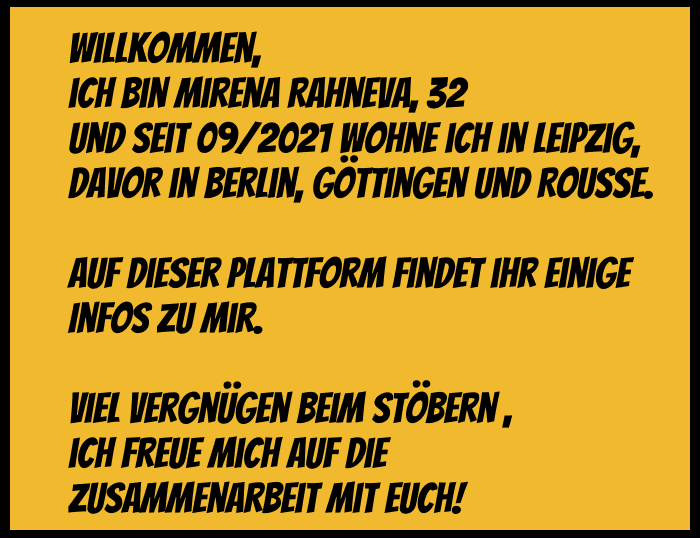 WILLKOMMEN,
ICH BIN MIRENA RAHNEVA, 32
UND SEIT 09/2021 WOHNE ICH IN LEIPZIG,
DAVOR IN BERLIN, GÖTTINGEN UND ROUSSE.
AUF DIESER PLATTFORM FINDET IHR EINIGE
INFOS ZU MIR.
VIEL VERGNÜGEN BEIM STÖBERN ,
ICH FREUE MICH AUF DIE
ZUSAMMENARBEIT MIT EUCH!